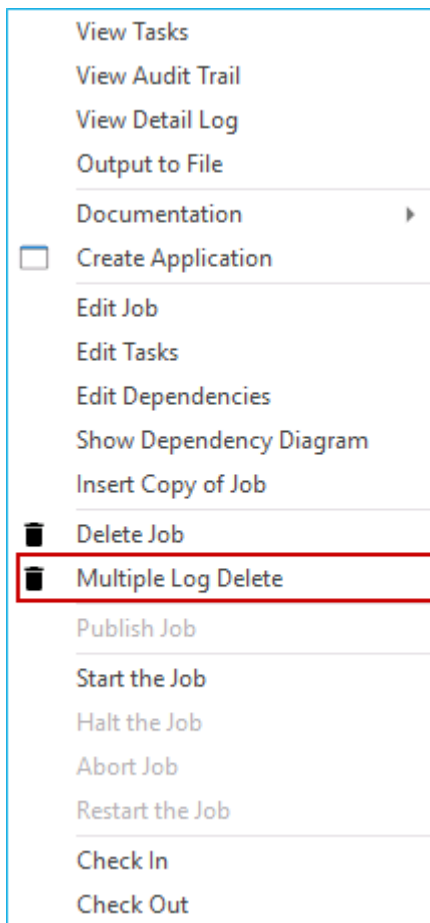 View Tasks
View Audit Trail
View Detail Log
Output to File
Documentation
Create Application
Edit Job
Edit Tasks
Edit Dependencies
Show Dependency Diagram
Insert Copy of Job
Delete Job
Multiple Log Delete
Publish Job
Start the Job
Halt the Job
Abort Job
Restart the Job
Check In
Check Out